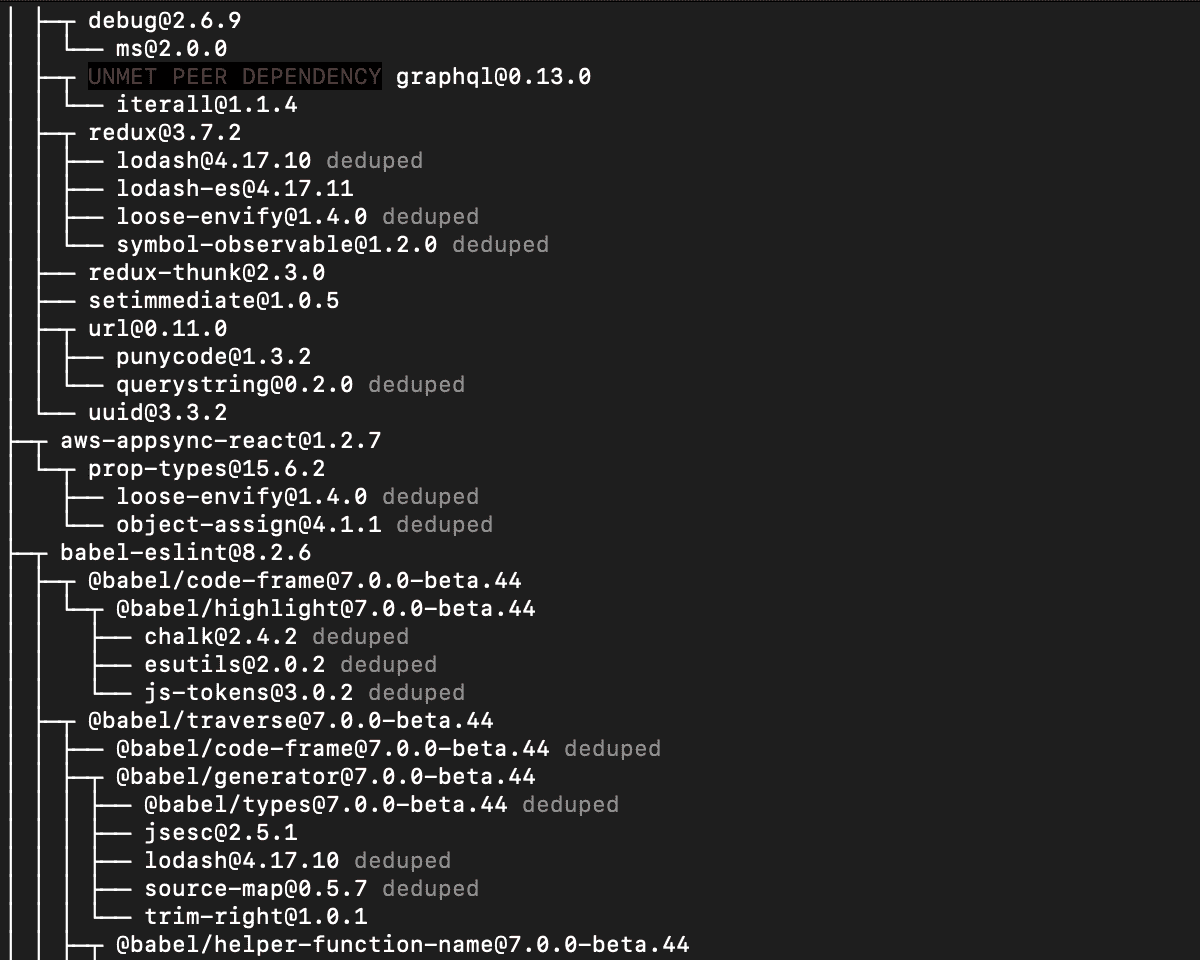 debug@2.6.9
ms@2.0.0
UNMET PEER DEPENDENCY graphql@0.13.0
iterall@1.1.4
redux@3.7.2
lodash@4.17.10 deduped
lodash-es@4.17.11
loose-envify@1.4.0 deduped
symbol-observable@1.2.0 deduped
redux-thunk@2.3.0
setimmediate@1.0.5
url@0.11.0
punycode@1.3.2
querystring@0.2.0 deduped
uuid@3.3.2
aws-appsync-react@1.2.7
prop-types@15.6.2
loose-envify@1.4.0 deduped
object-assign@4.1.1 deduped
babel-eslint@8.2.6
@babel/code-frame@7.0.0-beta.44
@babel/highlight@7.0.0-beta.44
chalk@2.4.2 deduped
esutils@2.0.2 deduped
js-tokens@3.0.2 deduped
@babel/traverse@7.0.0-beta.44
@babel/code-frame@7.0.0-beta.44 deduped
@babel/generator@7.0.0-beta.44
@babel/types@7.0.0-beta.44 deduped
jsesc@2.5.1
lodash@4.17.10 deduped
source-map@0.5.7 deduped
trim-right@1.0.1
@babel/helper-function-name@7.0.0-beta.44